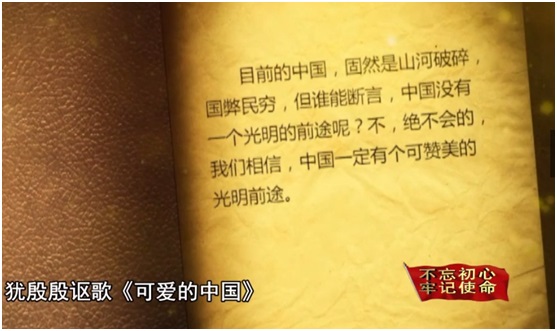 目前的中国，固然是山河破碎，
国弊民穷，但谁能断言，中国没有
一个光明的前途呢？不，绝不会的，
我们相信，中国一定有个可赞美的
光明前途。
不忘初心
牢记使命
犹殷殷讴歌《可爱的中国》